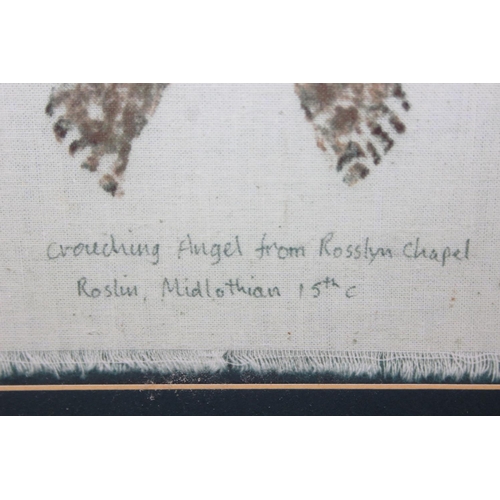 Crouching Angel from Rosslyn Chapel
Roslin, Midlothian 15th C